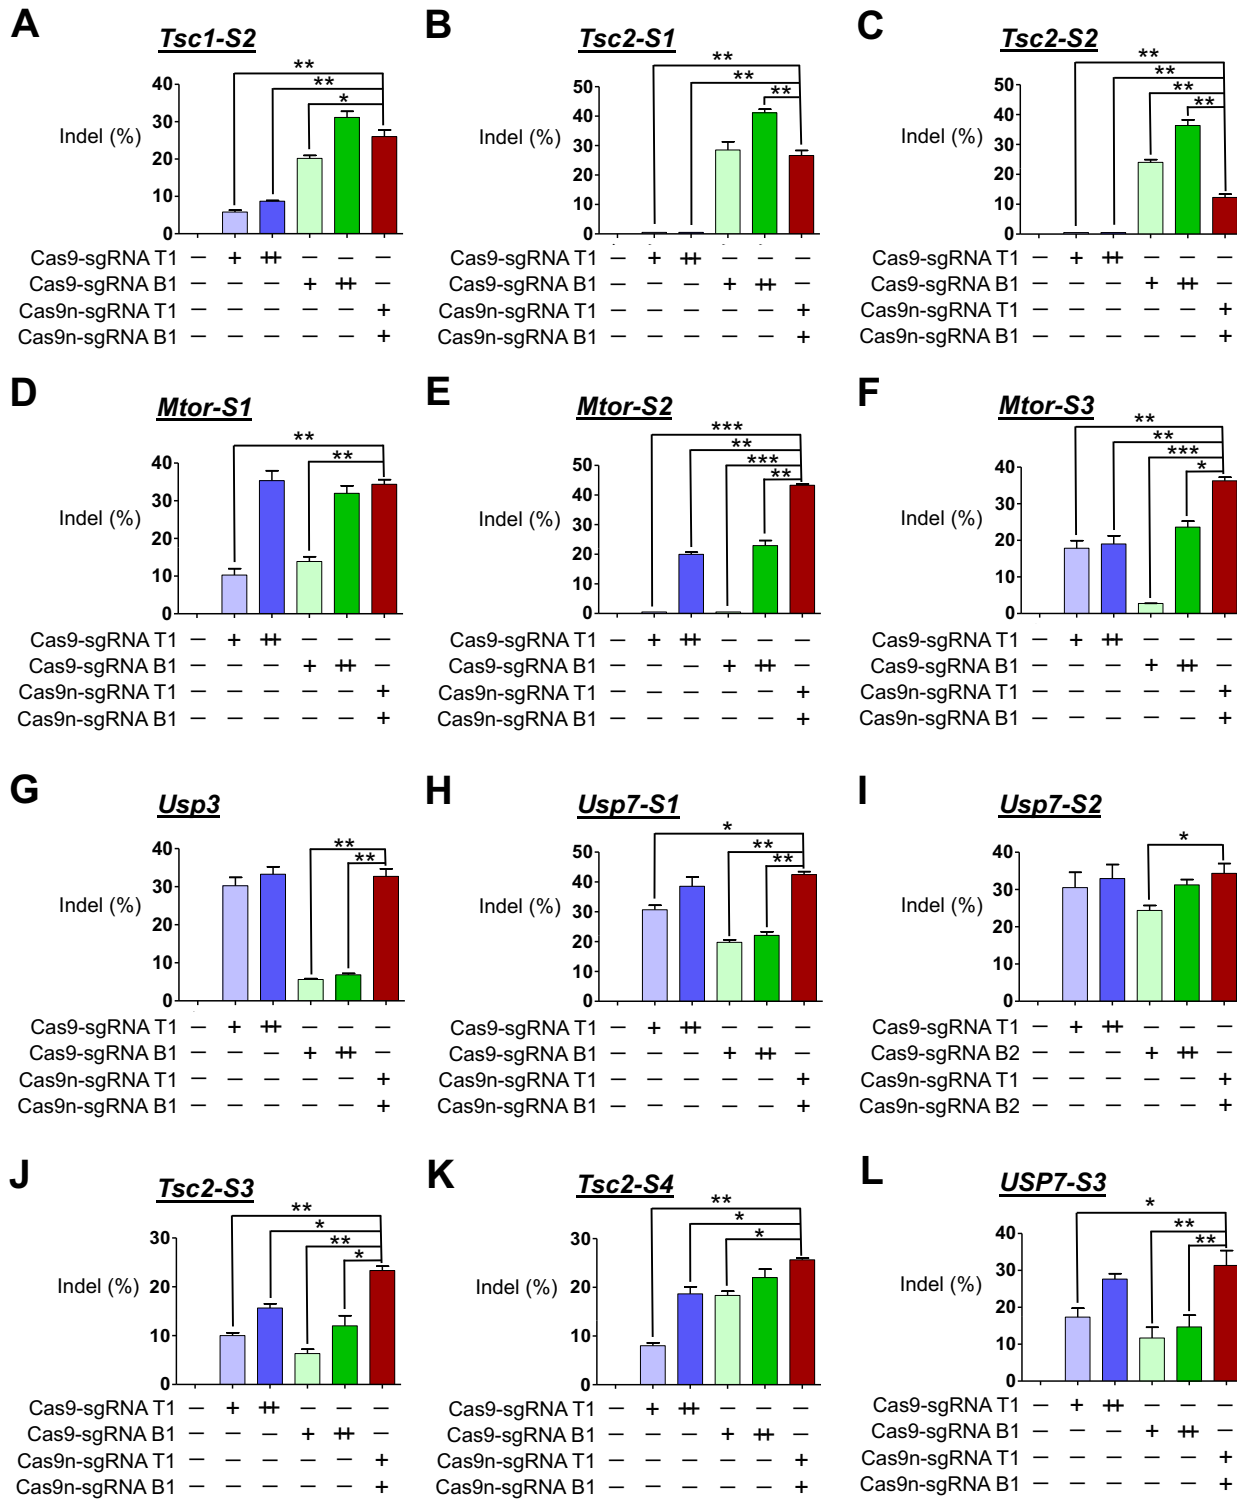 A
Tsc1-S2
**
**
*
40
30
20
10
0
Indel (%)
Cas9-sgRNA T1 – + ++ – – –
Cas9-sgRNA B1 – – – + ++ –
Cas9n-sgRNA T1 – – – – – +
Cas9n-sgRNA B1 – – – – – +
B
Tsc2-S1
**
**
**
50
40
30
20
10
0
Indel (%)
Cas9-sgRNA T1 – + ++ – – –
Cas9-sgRNA B1 – – – + ++ –
Cas9n-sgRNA T1 – – – – – +
Cas9n-sgRNA B1 – – – – – +
C
Tsc2-S2
**
**
**
**
50
40
30
20
10
0
Indel (%)
Cas9-sgRNA T1 – + ++ – – –
Cas9-sgRNA B1 – – – + ++ –
Cas9n-sgRNA T1 – – – – – +
Cas9n-sgRNA B1 – – – – – +
D
Mtor-S1
**
**
40
30
20
10
0
Indel (%)
Cas9-sgRNA T1 – + ++ – – –
Cas9-sgRNA B1 – – – + ++ –
Cas9n-sgRNA T1 – – – – – +
Cas9n-sgRNA B1 – – – – – +
E
Mtor-S2
***
**
***
**
50
40
30
20
10
0
Indel (%)
Cas9-sgRNA T1 – + ++ – – –
Cas9-sgRNA B1 – – – + ++ –
Cas9n-sgRNA T1 – – – – – +
Cas9n-sgRNA B1 – – – – – +
F
Mtor-S3
**
**
***
*
40
30
20
10
0
Indel (%)
Cas9-sgRNA T1 – + ++ – – –
Cas9-sgRNA B1 – – – + ++ –
Cas9n-sgRNA T1 – – – – – +
Cas9n-sgRNA B1 – – – – – +
G
Usp3
**
**
40
30
20
10
0
Indel (%)
Cas9-sgRNA T1 – + ++ – – –
Cas9-sgRNA B1 – – – + ++ –
Cas9n-sgRNA T1 – – – – – +
Cas9n-sgRNA B1 – – – – – +
H
Usp7-S1
*
**
**
50
40
30
20
10
0
Indel (%)
Cas9-sgRNA T1 – + ++ – – –
Cas9-sgRNA B1 – – – + ++ –
Cas9n-sgRNA T1 – – – – – +
Cas9n-sgRNA B1 – – – – – +
I
Usp7-S2
*
40
30
20
10
0
Indel (%)
Cas9-sgRNA T1 – + ++ – – –
Cas9-sgRNA B2 – – – + ++ –
Cas9n-sgRNA T1 – – – – – +
Cas9n-sgRNA B2 – – – – – +
J
Tsc2-S3
**
*
**
*
30
20
10
0
Indel (%)
Cas9-sgRNA T1 – + ++ – – –
Cas9-sgRNA B1 – – – + ++ –
Cas9n-sgRNA T1 – – – – – +
Cas9n-sgRNA B1 – – – – – +
K
Tsc2-S4
**
*
*
30
20
10
0
Indel (%)
Cas9-sgRNA T1 – + ++ – – –
Cas9-sgRNA B1 – – – + ++ –
Cas9n-sgRNA T1 – – – – – +
Cas9n-sgRNA B1 – – – – – +
L
USP7-S3
*
**
**
40
30
20
10
0
Indel (%)
Cas9-sgRNA T1 – + ++ – – –
Cas9-sgRNA B1 – – – + ++ –
Cas9n-sgRNA T1 – – – – – +
Cas9n-sgRNA B1 – – – – – +